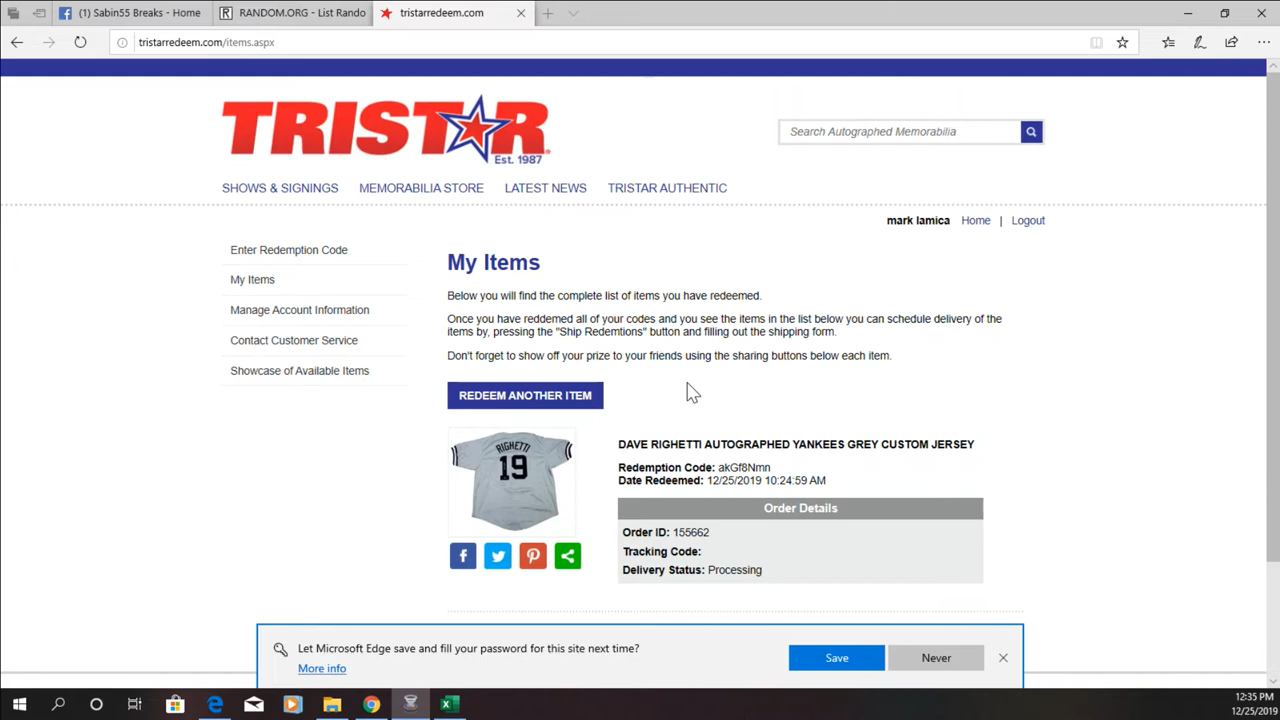 (1) Sabin55 Breaks - Home
RANDOM.ORG - List Rando
tristarredeem.com
tristarredeem.com/items.aspx
TRISTAR®
Est. 1987
Search Autographed Memorabilia
SHOWS & SIGNINGS MEMORABILIA STORE LATEST NEWS TRISTAR AUTHENTIC
mark lamica Home | Logout
Enter Redemption Code
My Items
Manage Account Information
Contact Customer Service
Showcase of Available Items
My Items
Below you will find the complete list of items you have redeemed.
Once you have reddemed all of your codes and you see the items in the list below you can schedule delivery of the
items by, pressing the "Ship Redemtions" button and filling out the shipping form.
Don't forget to show off your prize to your friends using the sharing buttons below each item.
REDEEM ANOTHER ITEM
RIGHETTI
19
DAVE RIGHETTI AUTOGRAPHED YANKEES GREY CUSTOM JERSEY
Redemption Code: akGf8Nmn
Date Redeemed: 12/25/2019 10:24:59 AM
Order Details
Order ID: 155662
Tracking Code:
Delivery Status: Processing
Let Microsoft Edge save and fill your password for this site next time?
More info
Save
Never
12:35 PM
12/25/2019